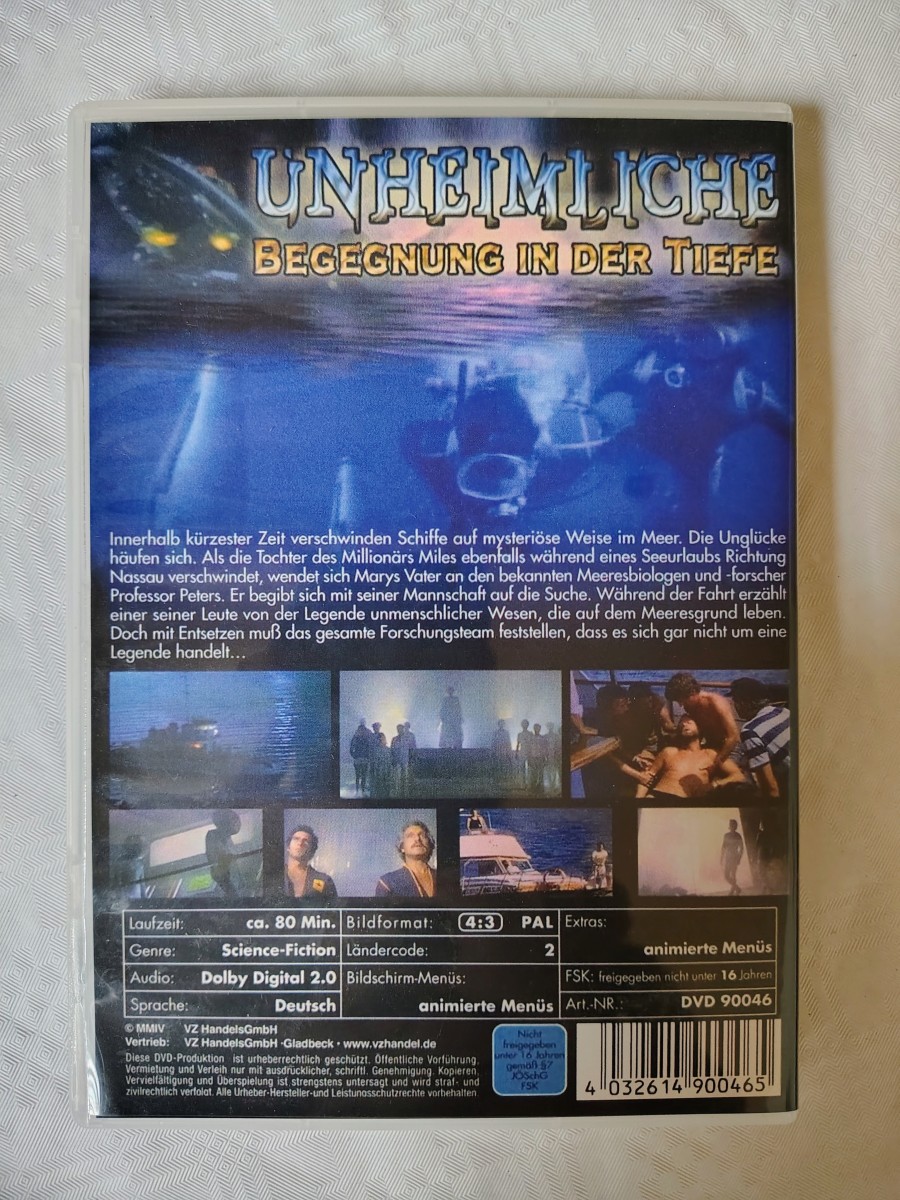 UNHEIMLICHE
BEGEGNUNG IN DER TIEFE
Innerhalb kürzester Zeit verschwinden Schiffe auf mysteriöse Weise im Meer. Die Unglücke
häufen sich. Als die Tochter des Millionärs Miles ebenfalls während eines Seeurlaubs Richtung
Nassau verschwindet, wendet sich Marys Vater an den bekannten Meeresbiologen und -forscher
Professor Peters. Er begibt sich mit seiner Mannschaft auf die Suche. Während der Fahrt erzählt
einer seiner Leute von der Legende unmenschlicher Wesen, die auf dem Meeresgrund leben.
Doch mit Entsetzen muß das gesamte Forschungsteam feststellen, dass es sich gar nicht um eine
Legende handelt...
Laufzeit: ca. 80 Min.
Genre: Science-Fiction
Audio: Dolby Digital 2.0
Sprache: Deutsch
Bildformat: 4:3 PAL
Ländercode: 2
Bildschirm-Menüs:
animierte Menüs
Extras:
animierte Menüs
FSK: freigegeben nicht unter 16 Jahren
Art.-NR.: DVD 90046
© MMIV VZ HandelsGmbH
Vertrieb: VZ HandelsGmbH ·Gladbeck · www.vzhandel.de
Diese DVD-Produktion ist urheberrechtlich geschützt. Öffentliche Vorführung,
Vermietung und Verleih nur mit ausdrücklicher, schriftl. Genehmigung. Kopieren,
Vervielfältigung und Überspielung ist strengstens untersagt und wird straf- und
zivilrechtlich verfolgt. Alle Urheber-Hersteller-und Leistungsschutzrechte vorbehalten.
Nicht
freigegeben
unter 16 Jahren
gemäß §7
JÖSchG
FSK
4 032614 900465